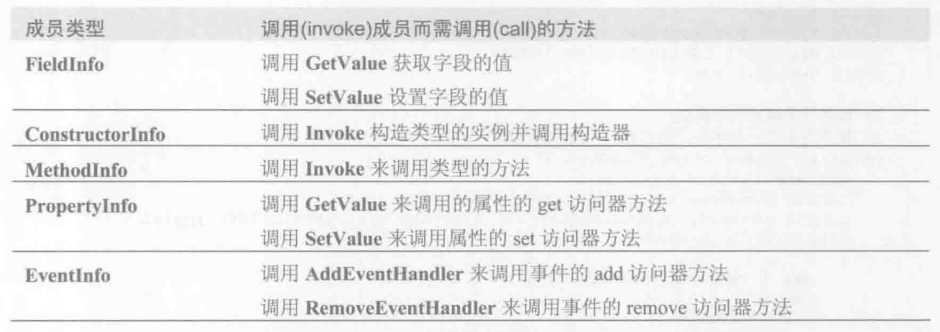 成员类型 调用(invoke)成员而需调用(call)的方法
FieldInfo 调用 GetValue 获取字段的值
调用 SetValue 设置字段的值
ConstructorInfo 调用 Invoke 构造类型的实例并调用构造器
MethodInfo 调用 Invoke 来调用类型的方法
PropertyInfo 调用 GetValue 来调用的属性的 get 访问器方法
调用 SetValue 来调用属性的 set 访问器方法
EventInfo 调用 AddEventHandler 来调用事件的 add 访问器方法
调用 RemoveEventHandler 来调用事件的 remove 访问器方法